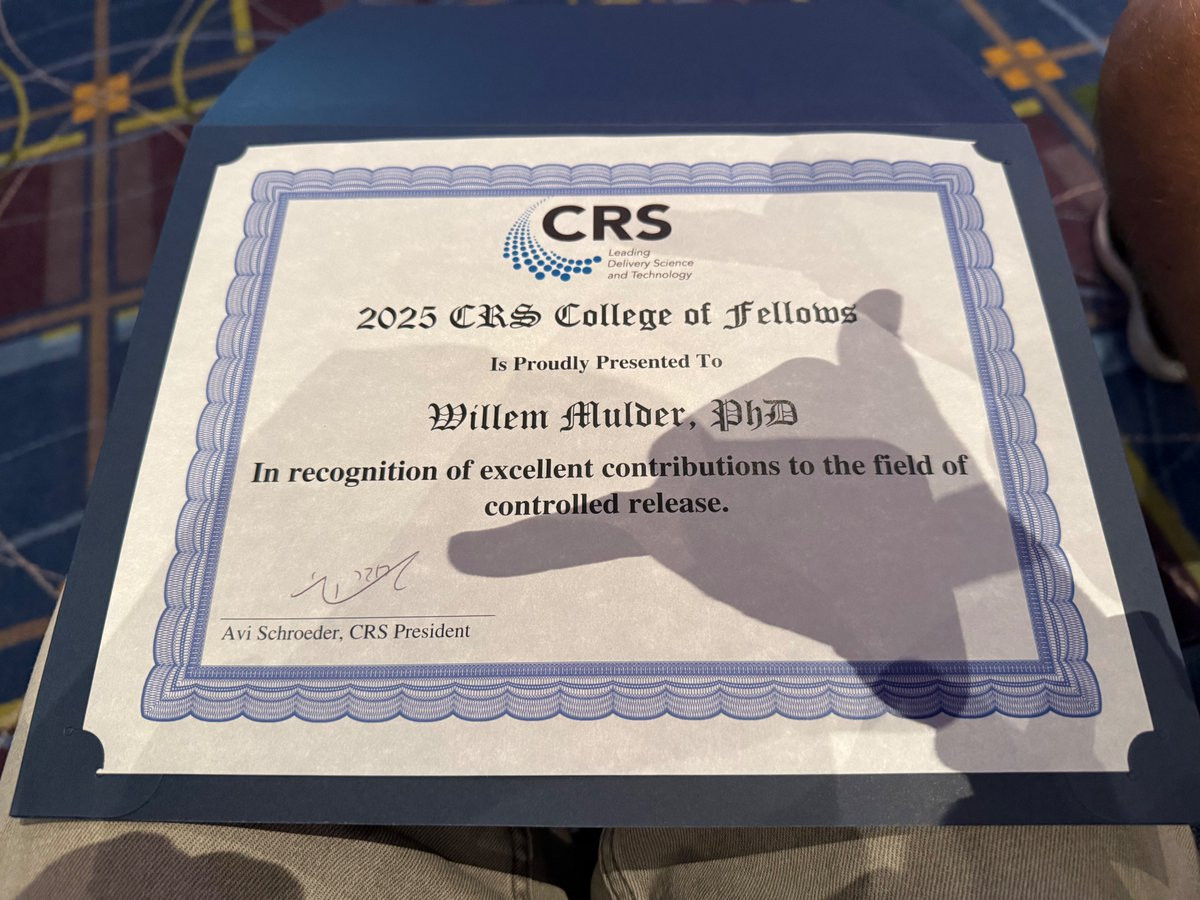 CRS
Leading
Delivery Science
and Technology
2025 CRS College of Fellows
Is Proudly Presented To
Willem Mulder, PhD
In recognition of excellent contributions to the field of
controlled release.
Avi Schroeder, CRS President